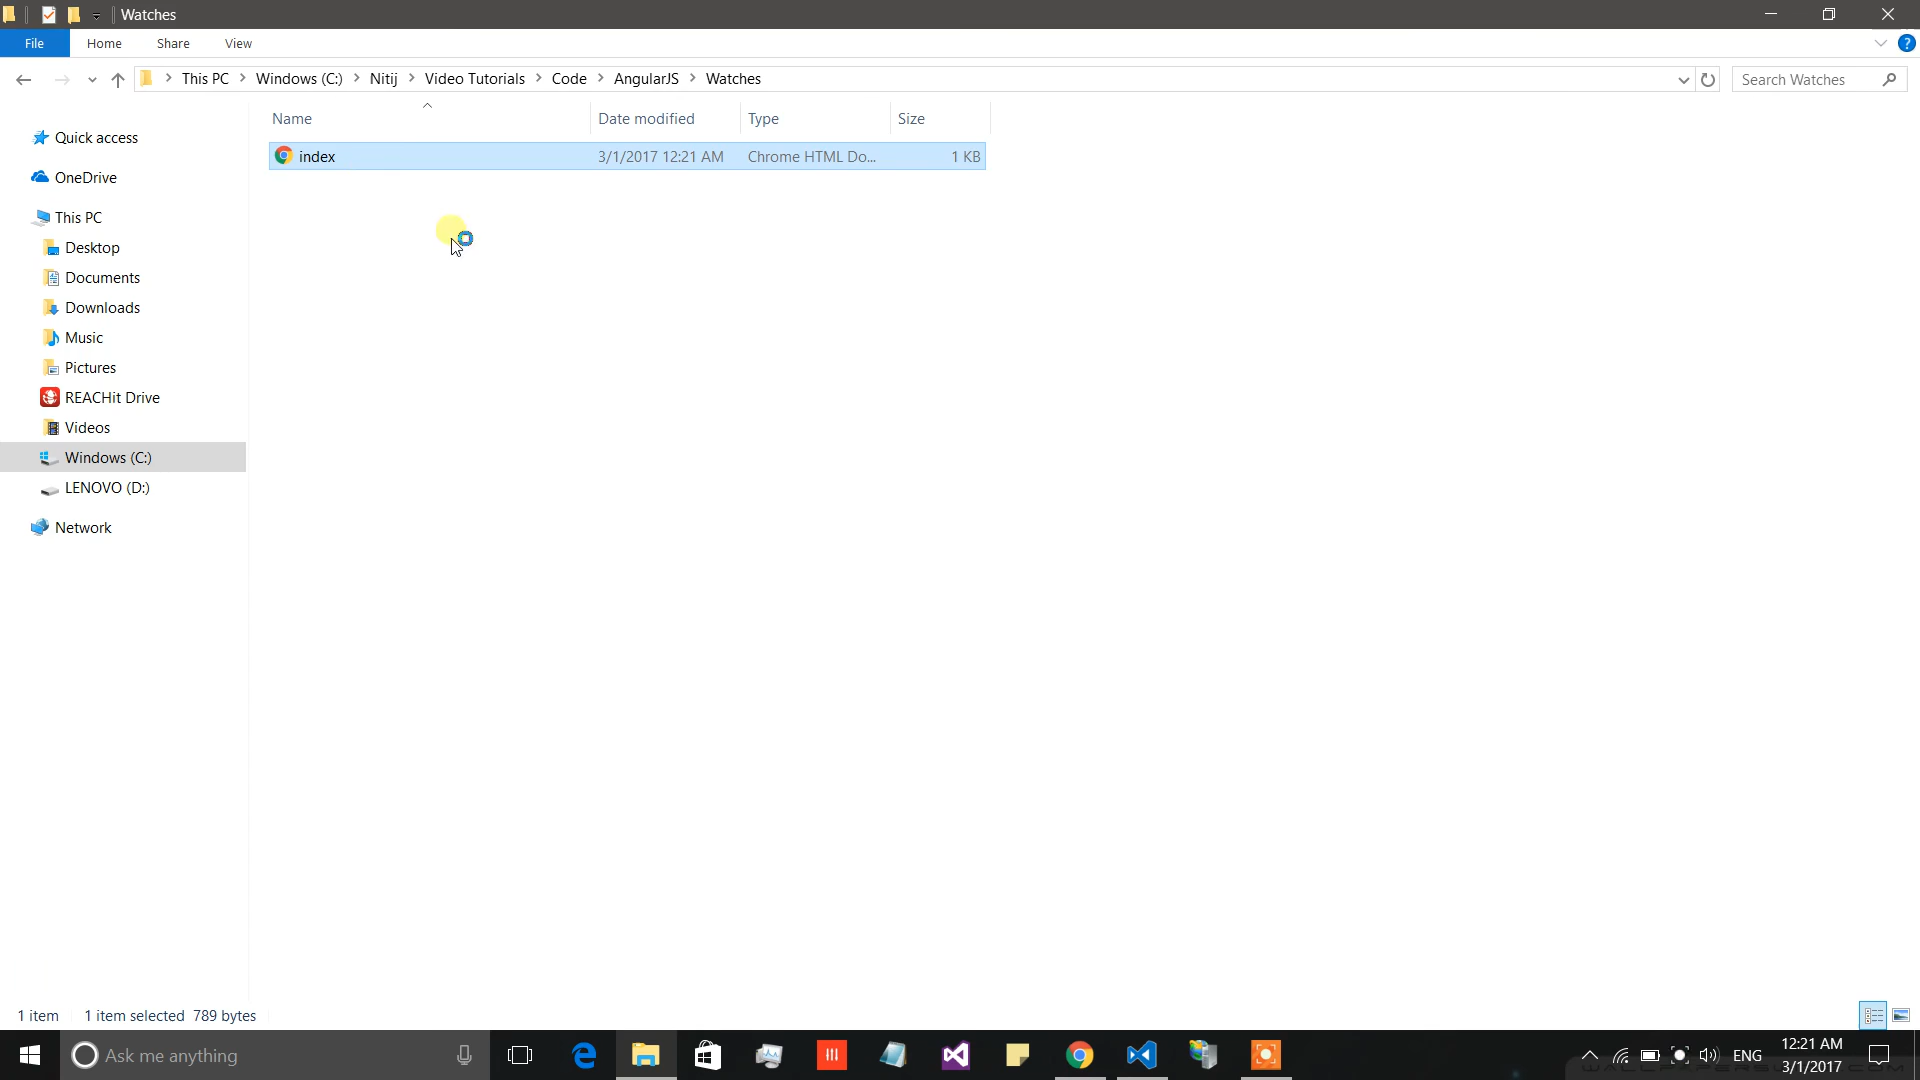 Watches
File Home Share View
This PC Windows (C:) Nitij Video Tutorials Code AngularJS Watches
Search Watches
Name Date modified Type Size
index 3/1/2017 12:21 AM Chrome HTML Do... 1 KB
Quick access
OneDrive
This PC
Desktop
Documents
Downloads
Music
Pictures
REACHit Drive
Videos
Windows (C:)
LENOVO (D:)
Network
1 item 1 item selected 789 bytes
Ask me anything
ENG
12:21 AM
3/1/2017